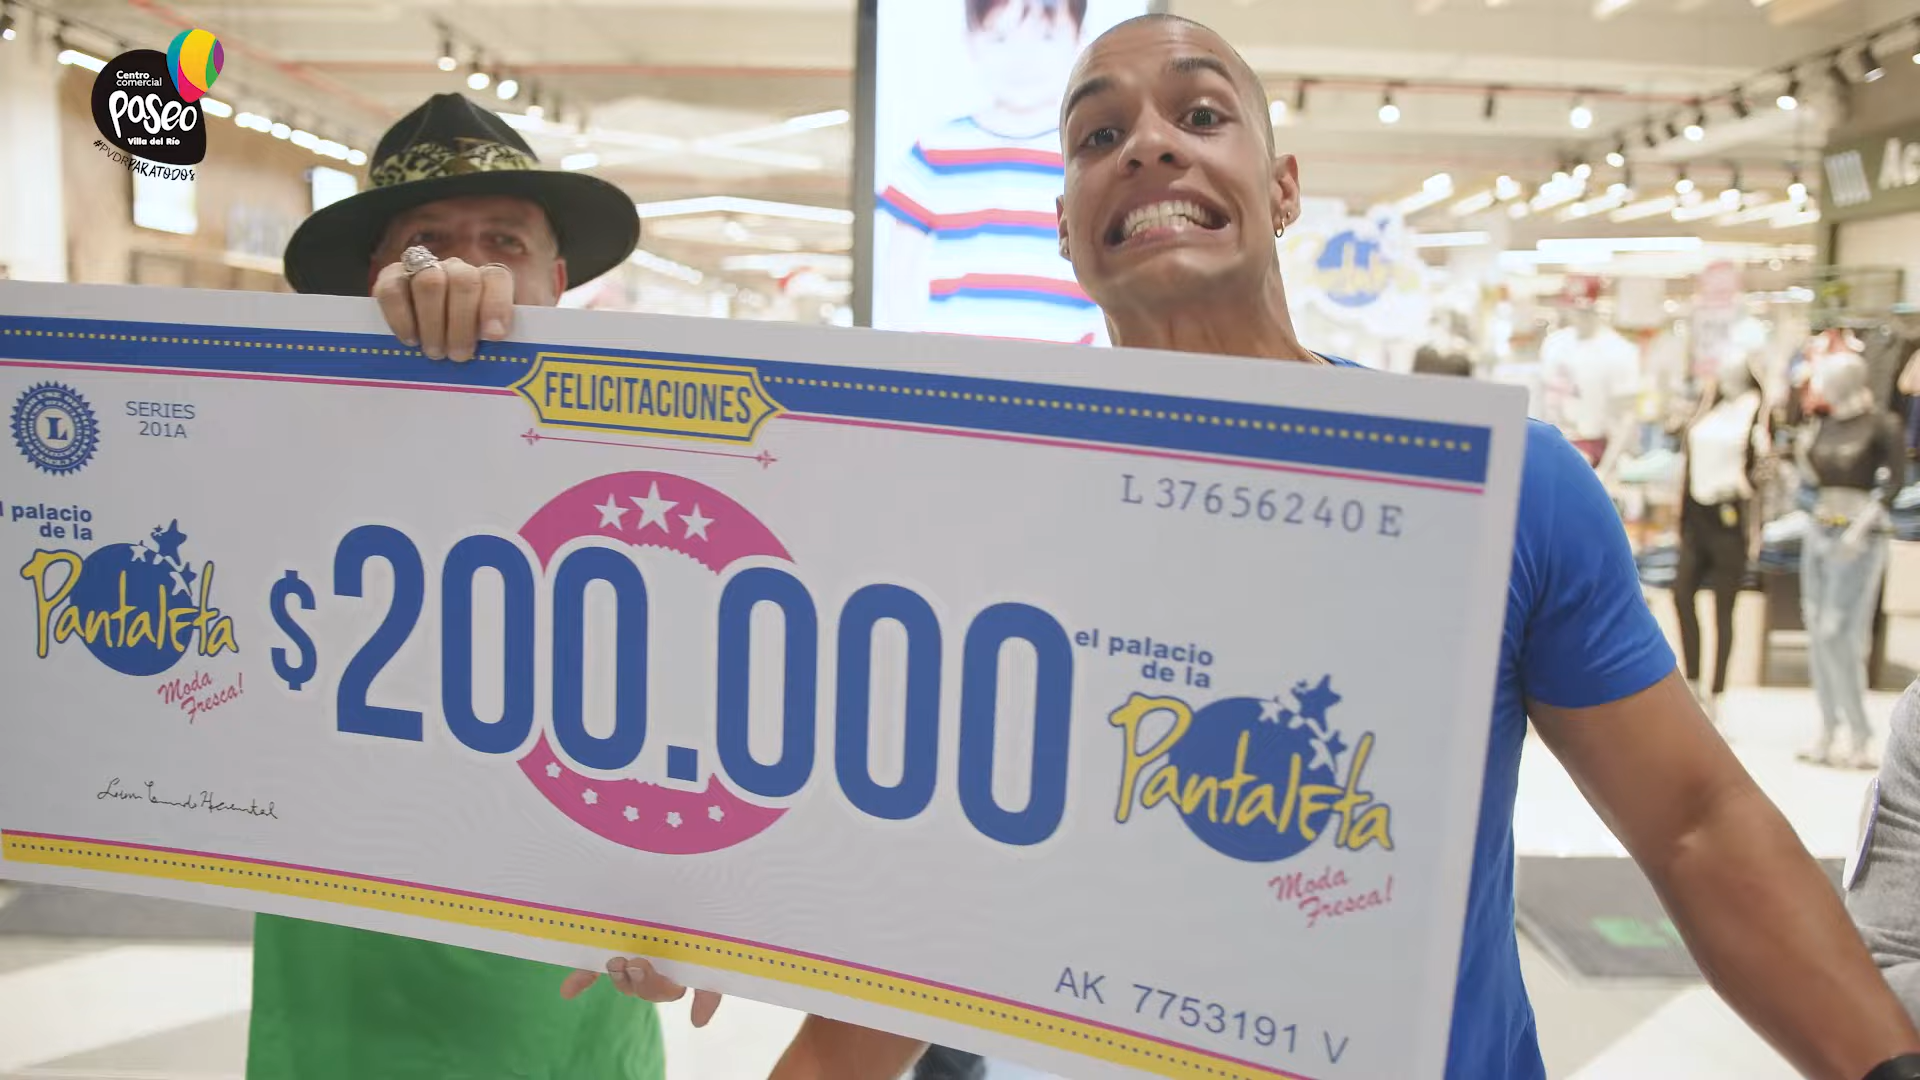 Centro
comercial
Paseo
Villa del Río
#PVDRPARATODOS
FELICITACIONES
L
SERIES
201A
L 37656240 E
palacio
de la
Pantaleta
Moda
Fresca!
$200.000
el palacio
de la
Pantaleta
Moda
Fresca!
AK 7753191 V